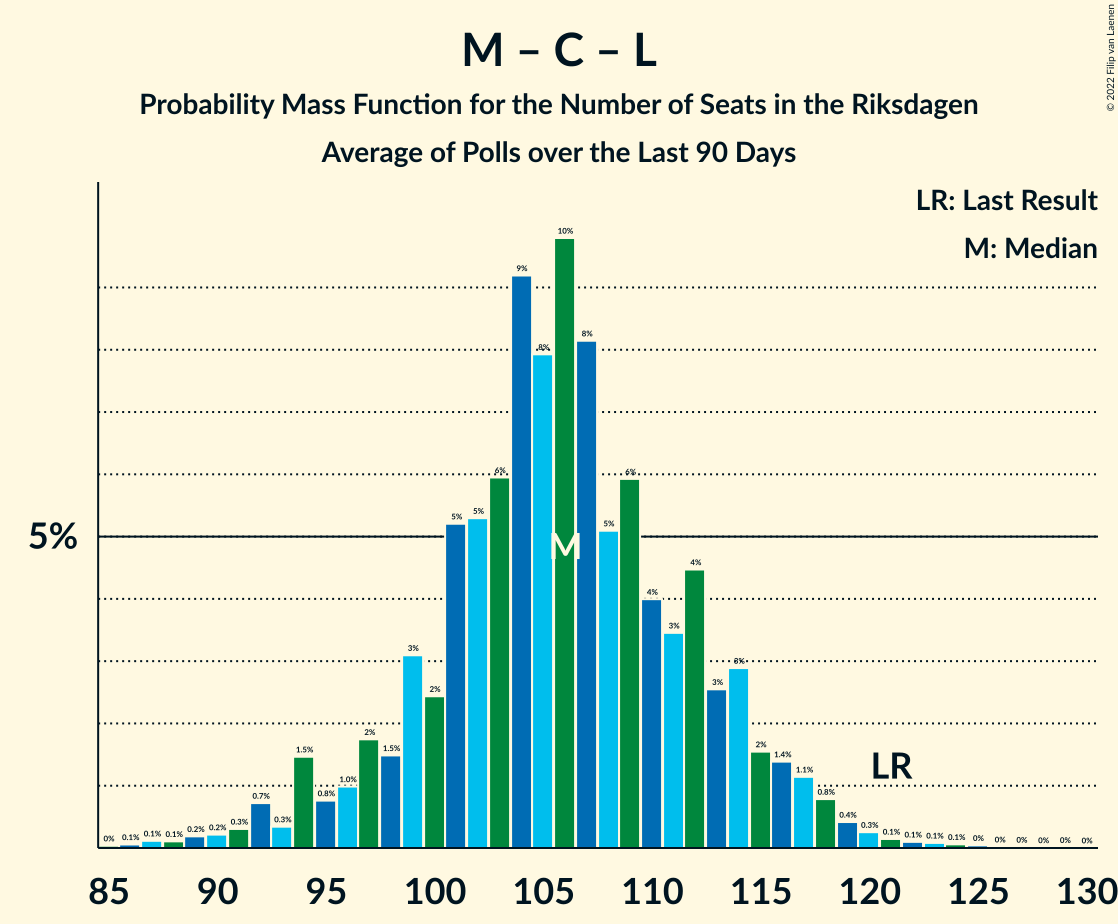 M – C – L
Probability Mass Function for the Number of Seats in the Riksdagen
Average of Polls over the Last 90 Days
© 2022 Filip van Laenen
LR: Last Result
M: Median
5%
0% 0.1% 0.1% 0.1% 0.2% 0.2% 0.3% 0.7% 0.3% 1.5% 0.8% 1.0% 2% 1.5% 3% 2% 5% 5% 6% 9% 8% 10% 8% 5% 6% 4% 3% 4% 3% 3% 2% 1.4% 1.1% 0.8% 0.4% 0.3% 0.1% 0.1% 0.1% 0.1% 0% 0% 0% 0% 0% 0%
M
LR
85 90 95 100 105 110 115 120 125 130